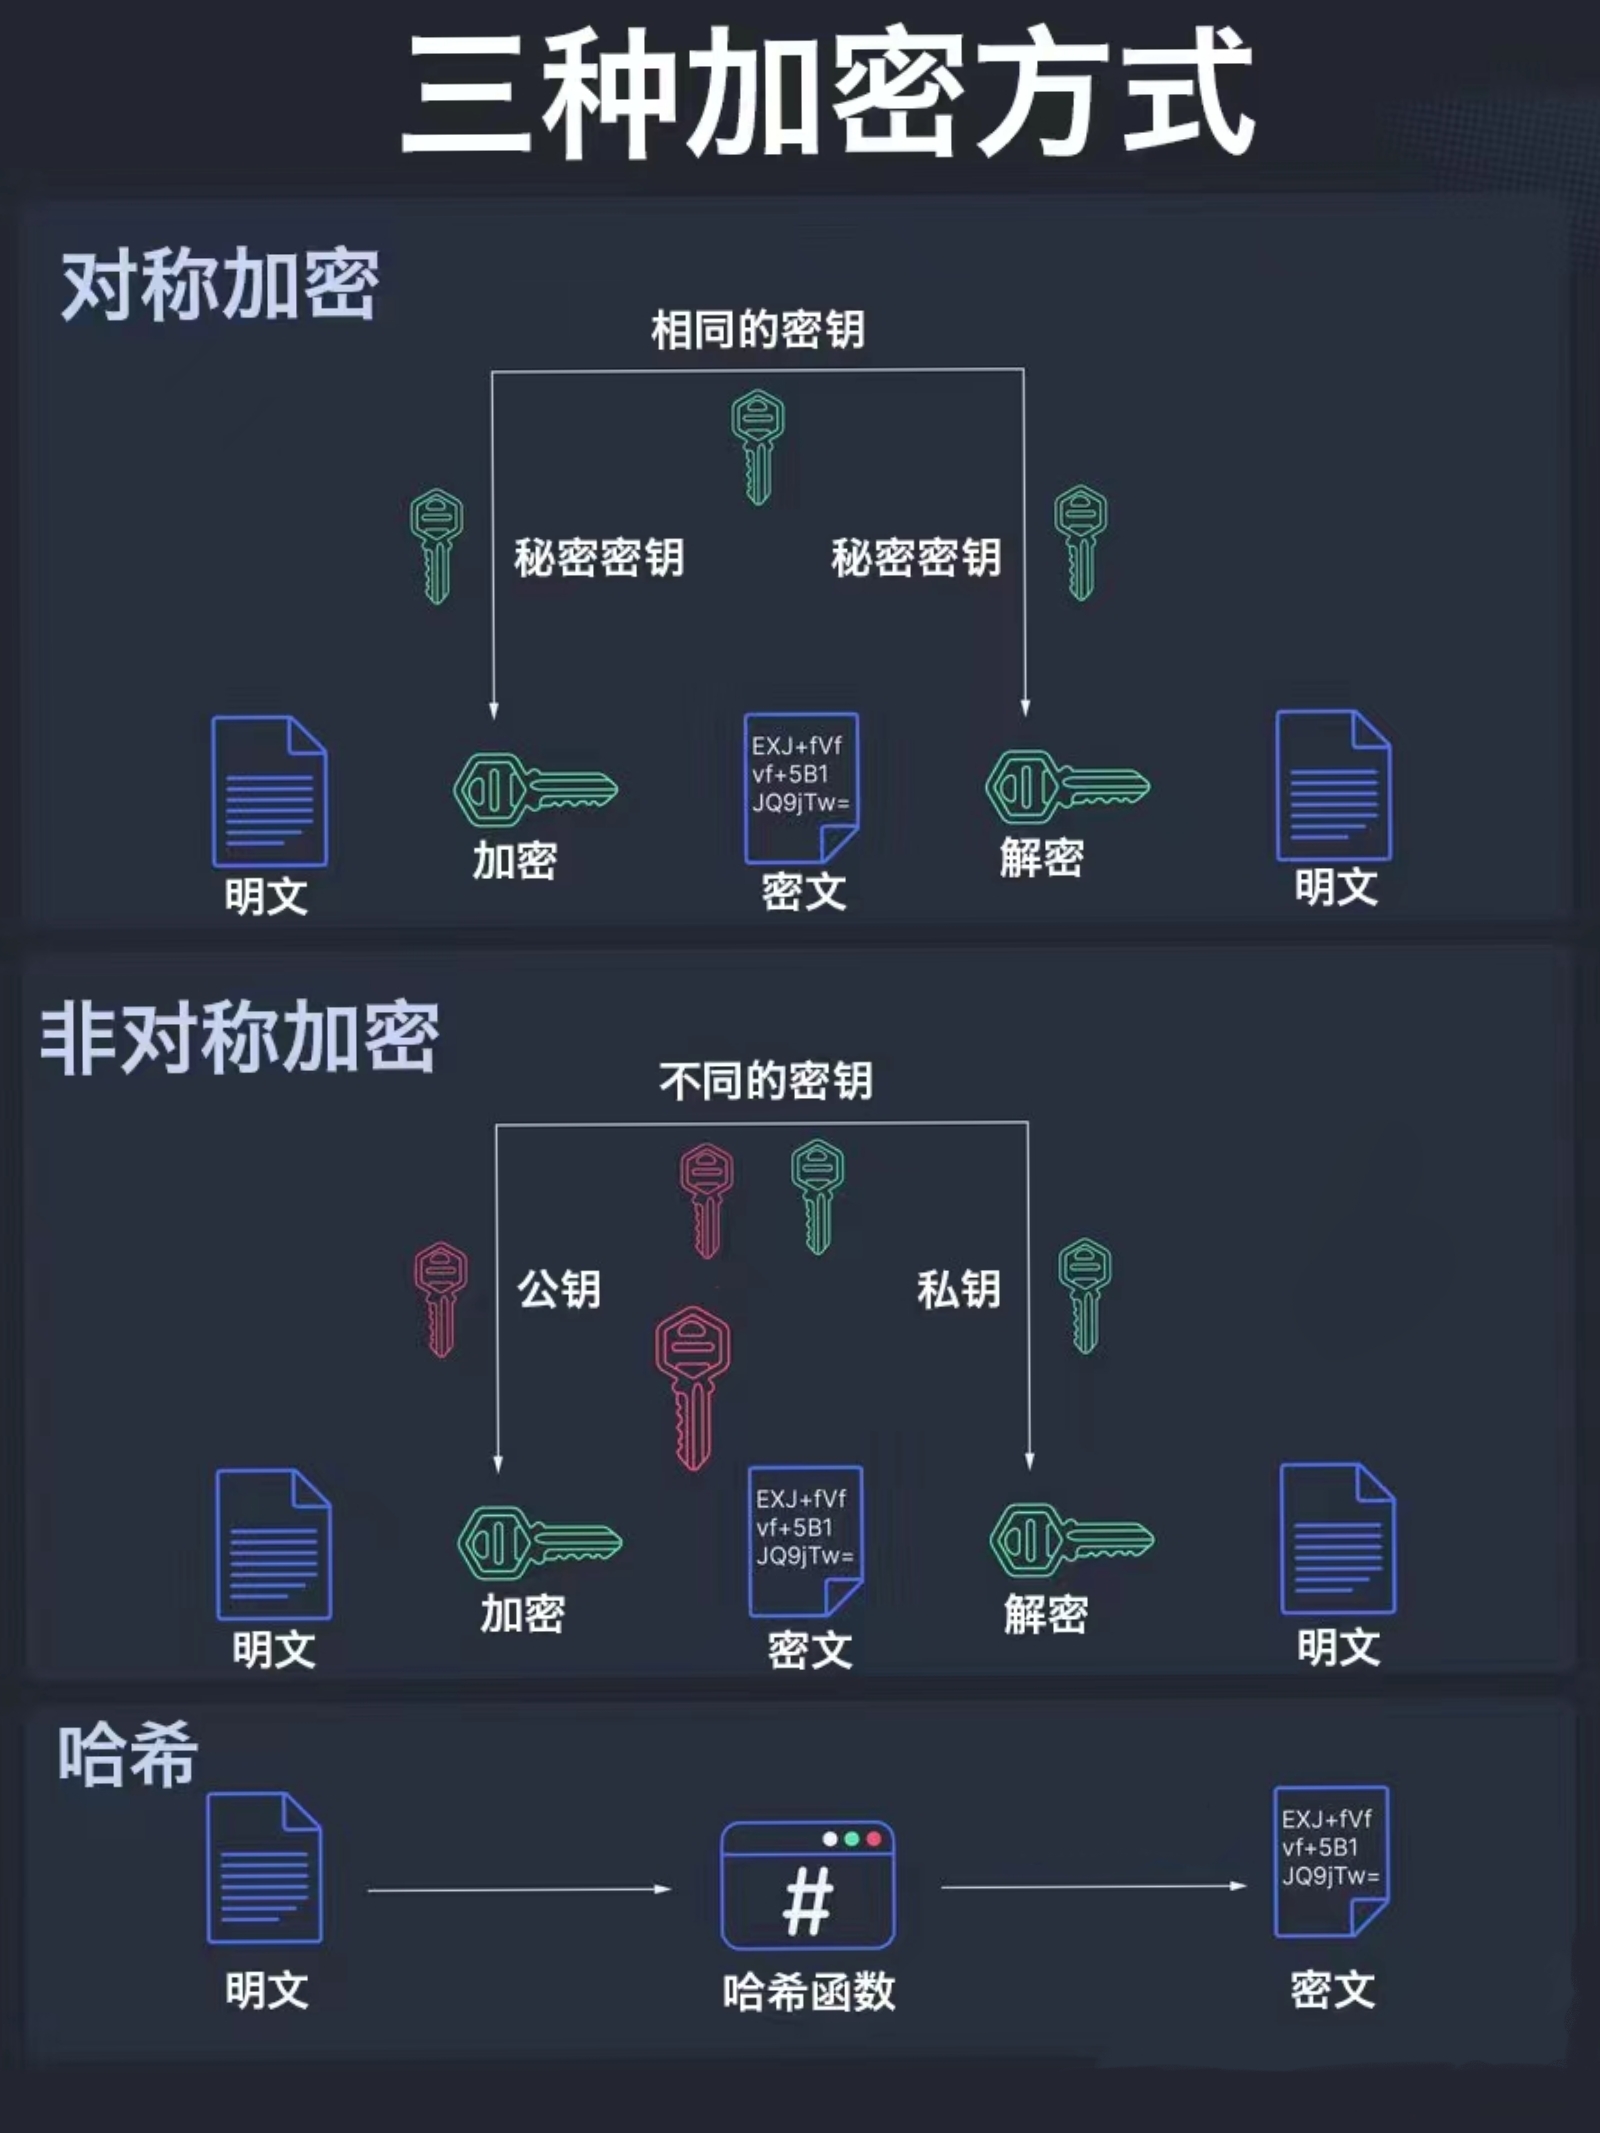 三种加密方式
对称加密
相同的密钥
秘密密钥
秘密密钥
EXJ+fVf
vf+5B1
JQ9jTw=
明文
加密
密文
解密
明文
非对称加密
不同的密钥
公钥
私钥
EXJ+fVf
vf+5B1
JQ9jTw=
明文
加密
密文
解密
明文
哈希
#
EXJ+fVf
vf+5B1
JQ9jTw=
明文
哈希函数
密文